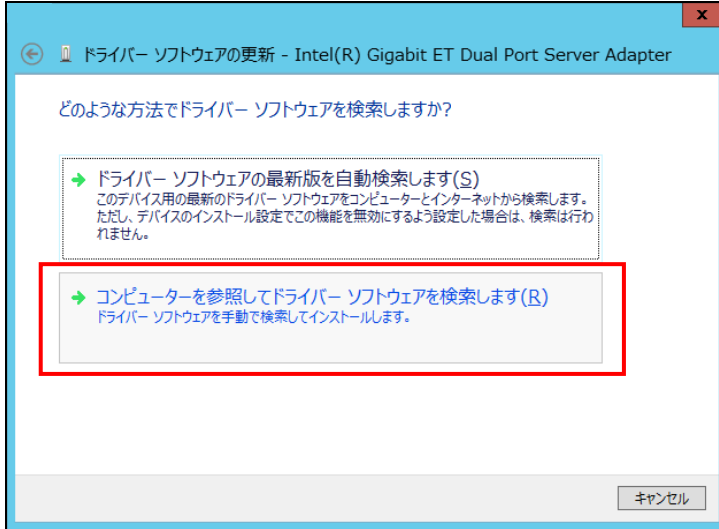 x
ドライバー ソフトウェアの更新 - Intel(R) Gigabit ET Dual Port Server Adapter
どのような方法でドライバー ソフトウェアを検索しますか?
ドライバー ソフトウェアの最新版を自動検索します(S)
このデバイス用の最新のドライバー ソフトウェアをコンピューターとインターネットから検索します。
ただし、デバイスのインストール設定でこの機能を無効にするよう設定した場合は、検索は行わ
れません。
コンピューターを参照してドライバー ソフトウェアを検索します(R)
ドライバー ソフトウェアを手動で検索してインストールします。
キャンセル